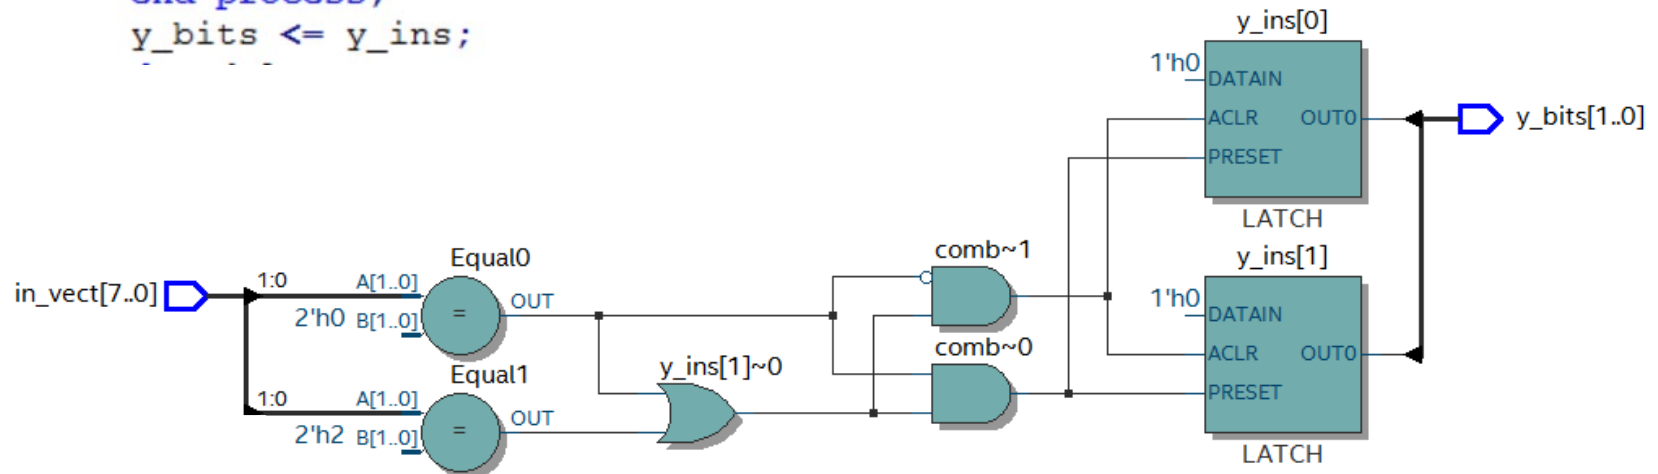 end process;
y_bits <= y_ins;
y_ins[0]
1'h0
DATAIN
ACLR
OUT0
PRESET
LATCH
y_bits[1..0]
Equal0
1:0
A[1..0]
in_vect[7..0]
2'h0
B[1..0]
=
OUT
comb~1
y_ins[1]
1'h0
DATAIN
ACLR
OUT0
PRESET
LATCH
comb~0
y_ins[1]~0
Equal1
1:0
A[1..0]
2'h2
B[1..0]
=
OUT